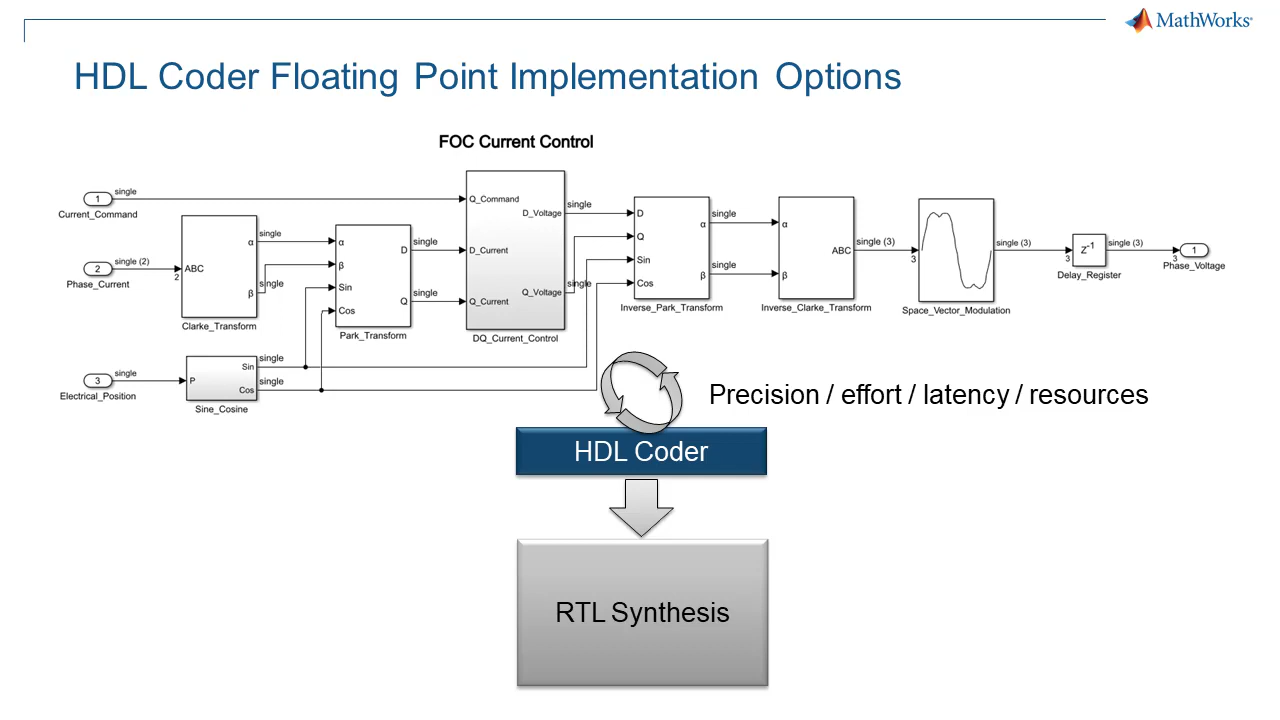 MathWorks®
HDL Coder Floating Point Implementation Options
FOC Current Control
1
single
Current_Command
2
single (2)
2
Phase_Current
3
single
Electrical_Position
ABC
α
β
single
single
Clarke_Transform
P
Sin
Cos
single
single
Sine_Cosine
α
β
Sin
Cos
D
Q
single
single
Park_Transform
Q_Command
D_Current
Q_Current
D_Voltage
Q_Voltage
single
single
DQ_Current_Control
D
Q
Sin
Cos
α
β
single
single
Inverse_Park_Transform
α
β
ABC
single (3)
3
Inverse_Clarke_Transform
single (3)
3
Space_Vector_Modulation
Z-1
single (3)
3
Delay_Register
1
Phase_Voltage
Precision / effort / latency / resources
HDL Coder
RTL Synthesis